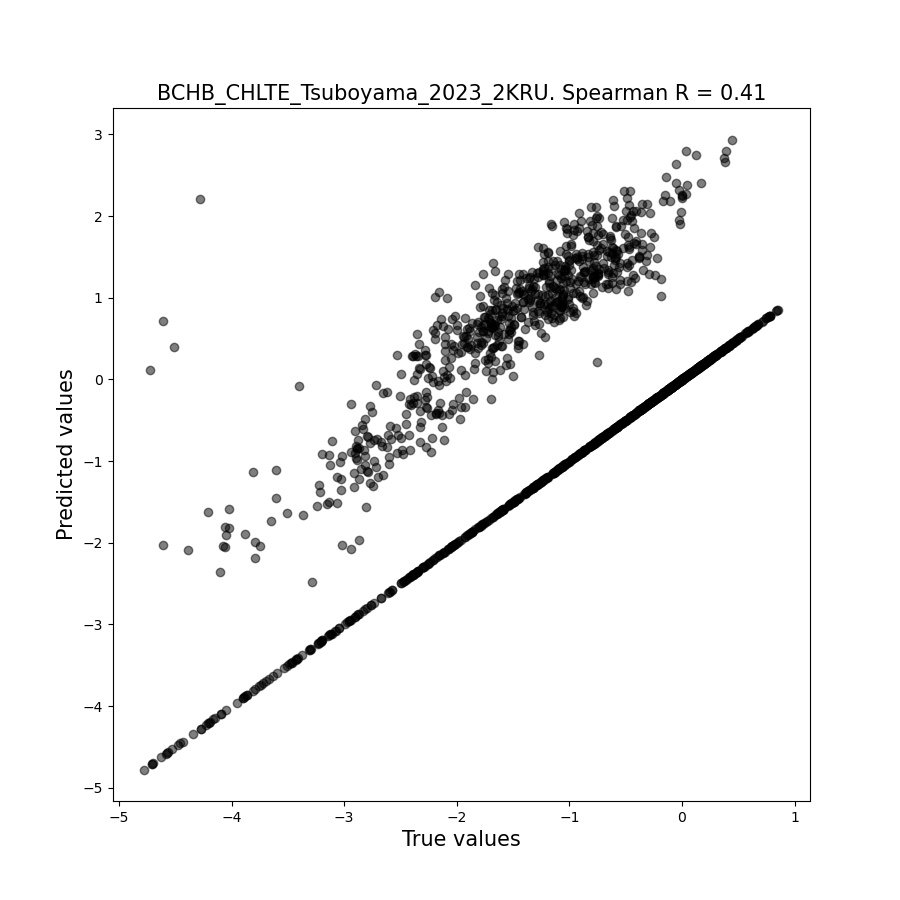 BCHB_CHLTE_Tsuboyama_2023_2KRU. Spearman R = 0.41
3
2
1
0
−1
−2
−3
−4
−5
Predicted values
−5 −4 −3 −2 −1 0 1
True values